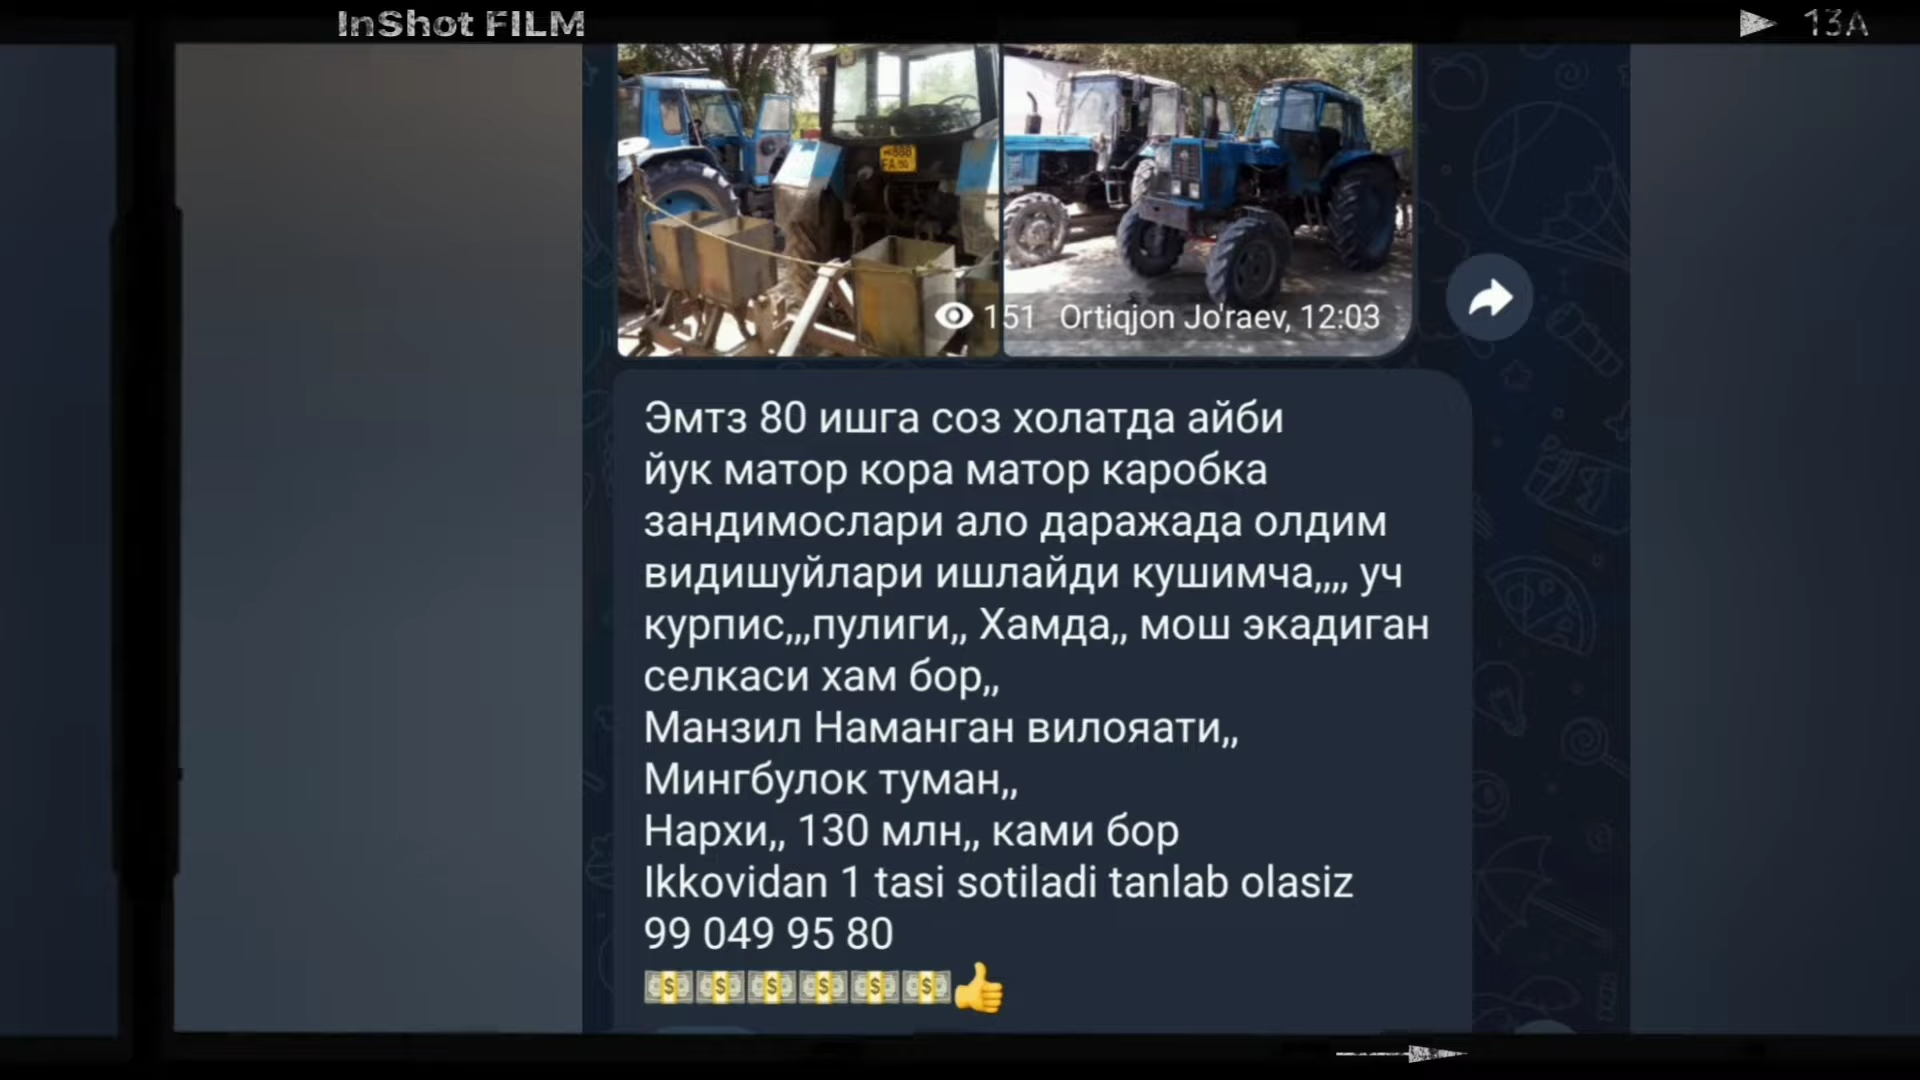 InShot FILM
13A
151 Ortiqjon Jo'raev, 12:03
Эмтз 80 ишга соз холатда айби
йук матор кора матор каробка
зандимослари ало даражада олдим
видишуйлари ишлайди кушимча,,,, уч
курпис,,,пулиги,, Хамда,, мош экадиган
селкаси хам бор,,
Манзил Наманган вилояати,,
Мингбулок туман,,
Нархи,, 130 млн,, ками бор
Ikkovidan 1 tasi sotiladi tanlab olasiz
99 049 95 80